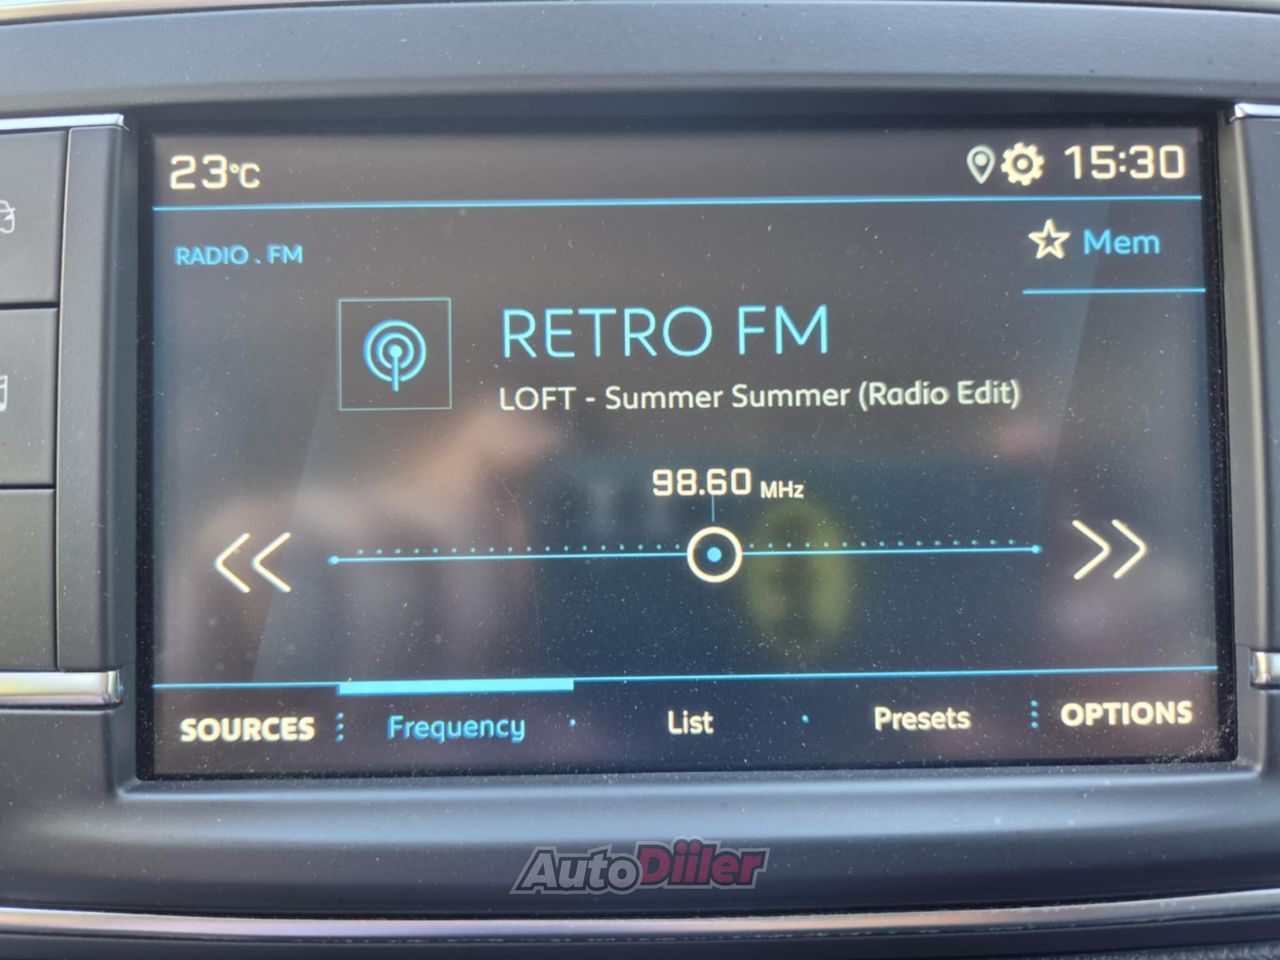 23°C 15:30
RADIO . FM Mem
RETRO FM
LOFT - Summer Summer (Radio Edit)
98.60 MHz
SOURCES Frequency List Presets OPTIONS
AutoDiiler